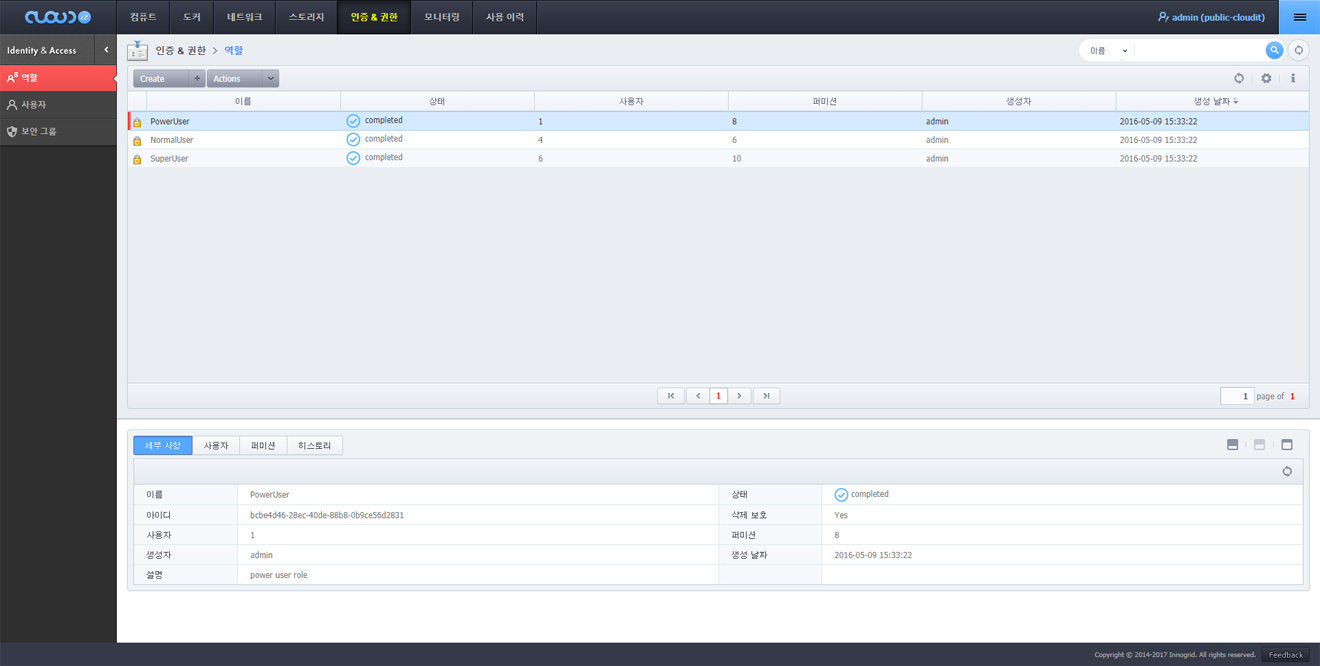 CLOUD it 컴퓨트 도커 네트워크 스토리지 인증 & 권한 모니터링 사용 이력 admin (public-cloudit)
Identity & Access
인증 & 권한 > 역할 이름
역할
사용자
보안 그룹
Create + Actions
이름 상태 사용자 퍼미션 생성자 생성 날짜
PowerUser completed 1 8 admin 2016-05-09 15:33:22
NormalUser completed 4 6 admin 2016-05-09 15:33:22
SuperUser completed 6 10 admin 2016-05-09 15:33:22
1 1 page of 1
세부 사항 사용자 퍼미션 히스토리
이름 PowerUser 상태 completed
아이디 bcbe4d46-28ec-40de-88b8-0b9ce56d2831 삭제 보호 Yes
사용자 1 퍼미션 8
생성자 admin 생성 날짜 2016-05-09 15:33:22
설명 power user role
Copyright © 2014-2017 Innogrid. All rights reserved. Feedback